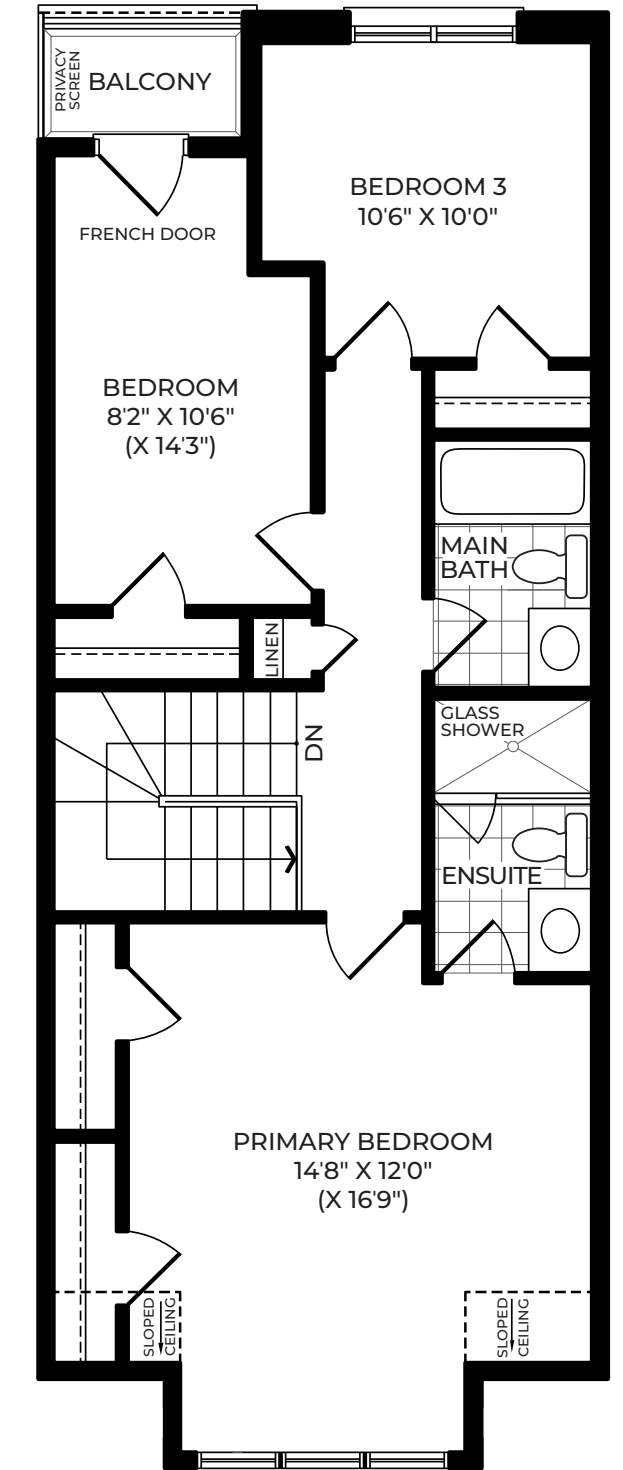 PRIVACY
SCREEN
BALCONY
FRENCH DOOR
BEDROOM 3
10'6" X 10'0"
BEDROOM
8'2" X 10'6"
(X 14'3")
MAIN
BATH
LINEN
GLASS
SHOWER
DN
ENSUITE
PRIMARY BEDROOM
14'8" X 12'0"
(X 16'9")
SLOPED
CEILING
SLOPED
CEILING